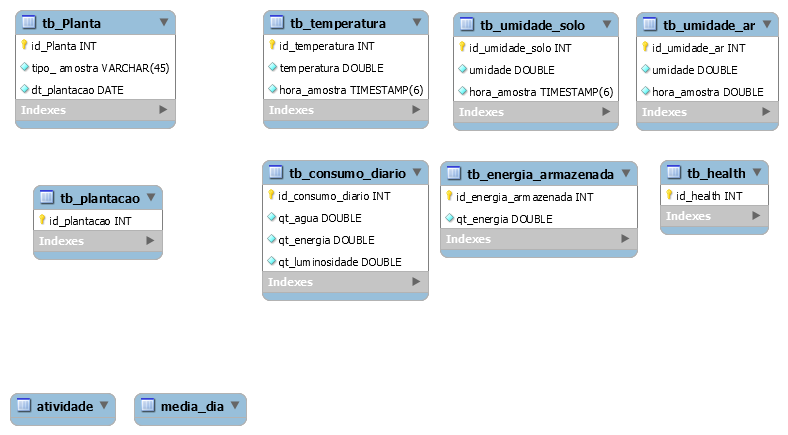 tb_Planta
id_Planta INT
tipo_ amostra VARCHAR(45)
dt_plantacao DATE
Indexes
tb_temperatura
id_temperatura INT
temperatura DOUBLE
hora_amostra TIMESTAMP(6)
Indexes
tb_umidade_solo
id_umidade_solo INT
umidade DOUBLE
hora_amostra TIMESTAMP(6)
Indexes
tb_umidade_ar
id_umidade_ar INT
umidade DOUBLE
hora_amostra DOUBLE
Indexes
tb_plantacao
id_plantacao INT
Indexes
tb_consumo_diario
id_consumo_diario INT
qt_agua DOUBLE
qt_energia DOUBLE
qt_luminosidade DOUBLE
Indexes
tb_energia_armazenada
id_energia_armazenada INT
qt_energia DOUBLE
Indexes
tb_health
id_health INT
Indexes
atividade
media_dia